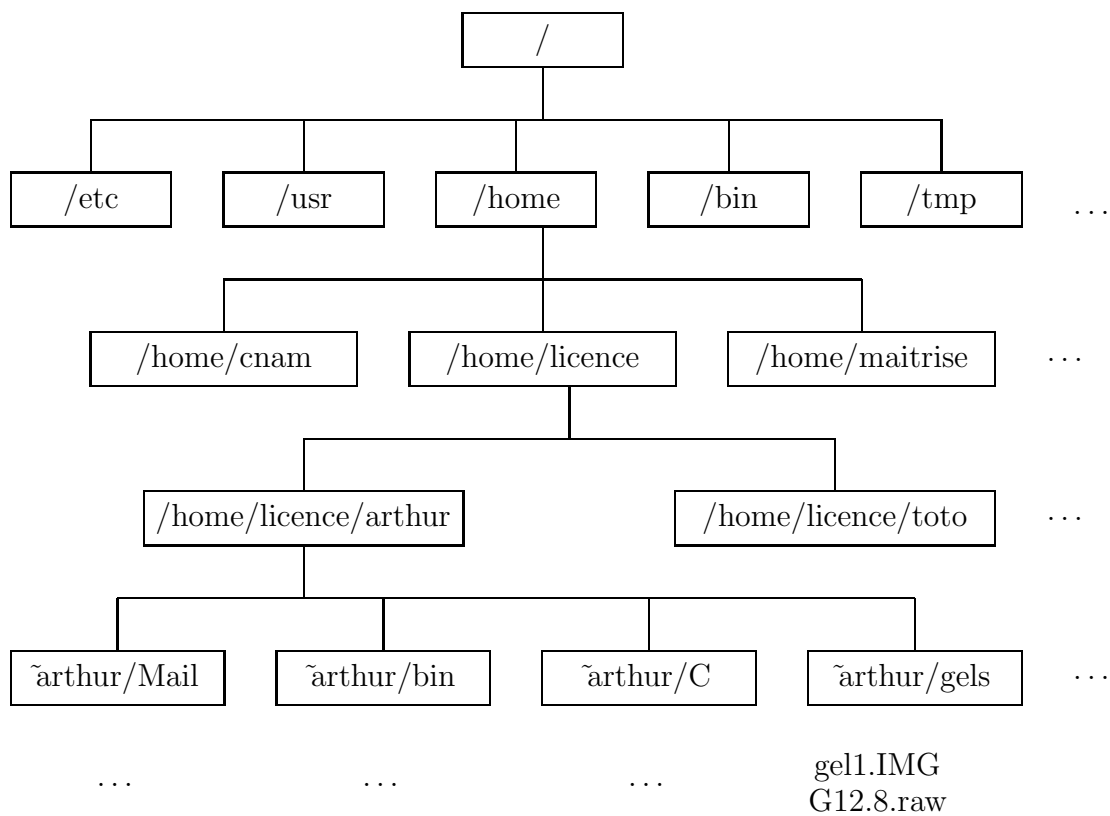 /
/etc /usr /home /bin /tmp ...
/home/cnam /home/licence /home/maitrise ...
/home/licence/arthur /home/licence/toto ...
~arthur/Mail ~arthur/bin ~arthur/C ~arthur/gels ...
... ... ... gel1.IMG
G12.8.raw